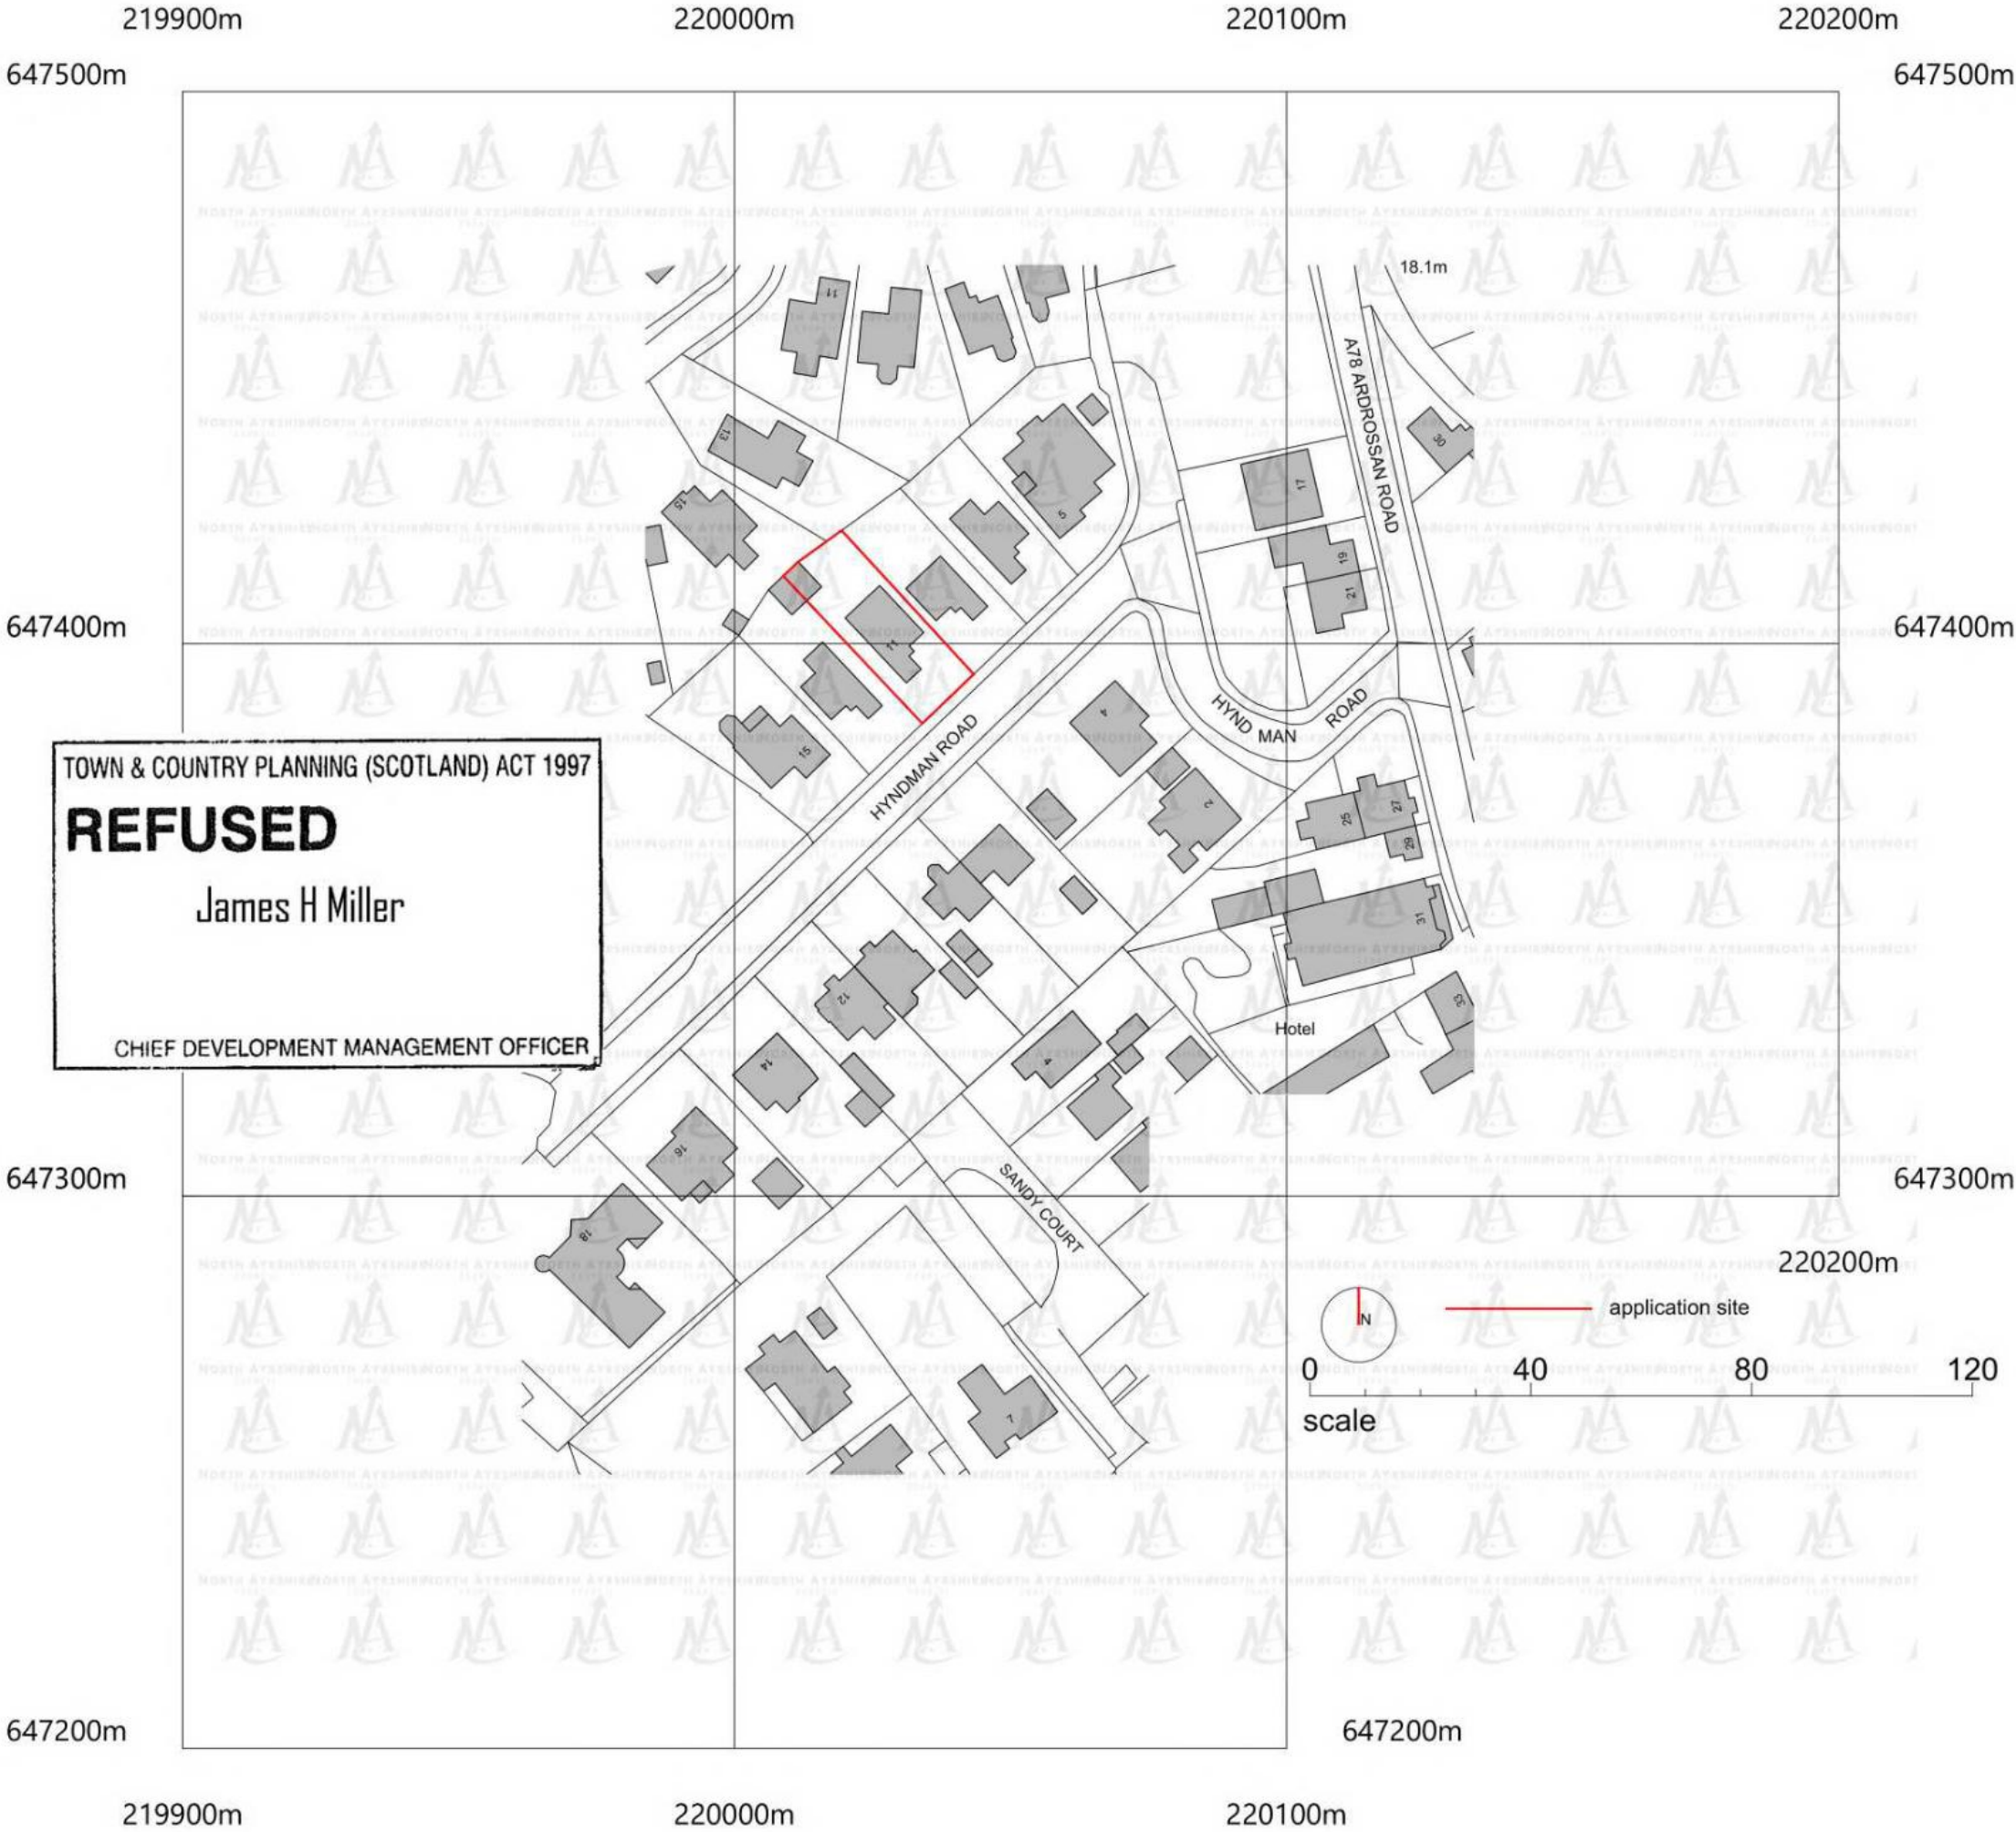 219900m 220000m 220100m 220200m
647500m 647500m
18.1m
11
A78 ARDROSSAN ROAD
13
30
15
17
5
19
21
647400m 647400m
11
HYND MAN ROAD
4
HYNDMAN ROAD
15
2
25
27
29
TOWN & COUNTRY PLANNING (SCOTLAND) ACT 1997
REFUSED
James H Miller
CHIEF DEVELOPMENT MANAGEMENT OFFICER
31
12
33
Hotel
4
14
16
647300m 647300m
SANDY COURT
18
220200m
N
application site
0 40 80 120
scale
7
647200m 647200m
219900m 220000m 220100m
NORTH AYRSHIRE